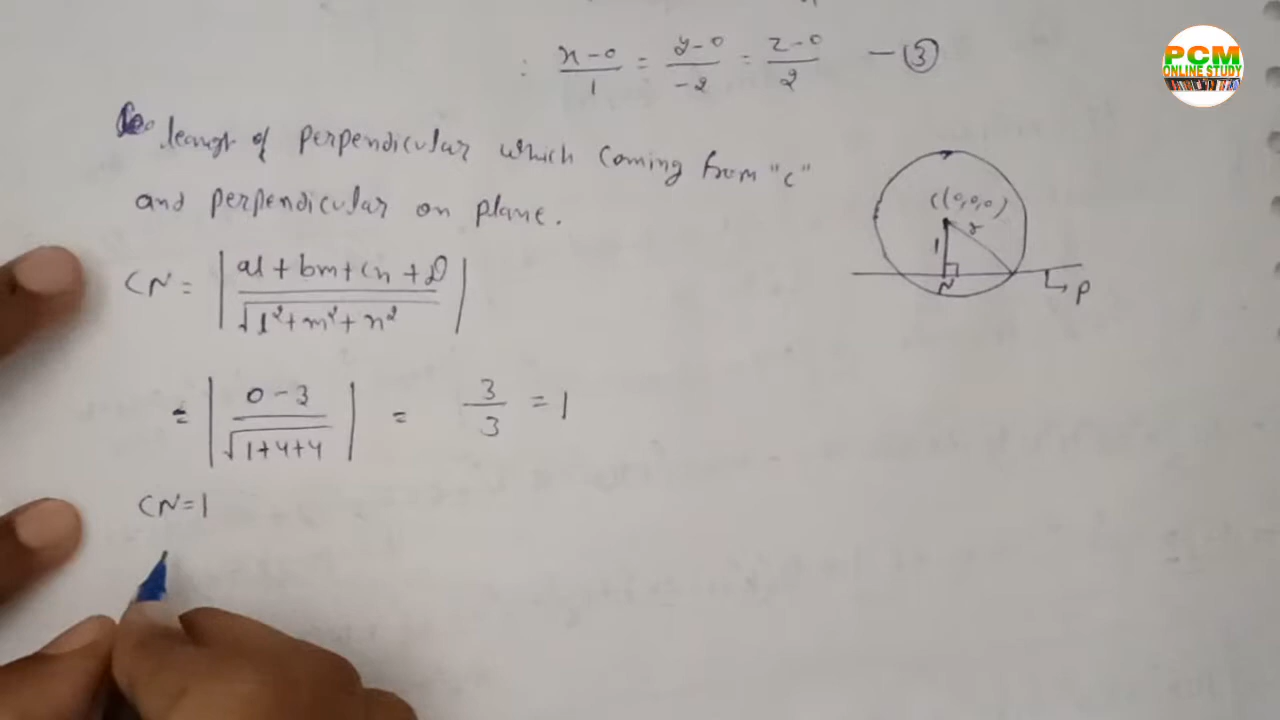 : x-0/1 = y-0/-2 = z-0/2 — ③
of perpendicular which coming from "c"
and perpendicular on plane.
CN = | al + bm + cn + D / √l²+m²+n² |
= | 0-3 / √1+4+4 | = 3/3 = 1
CN=1
C(0,0,0)
r
1
N
P
PCM
ONLINE STUDY